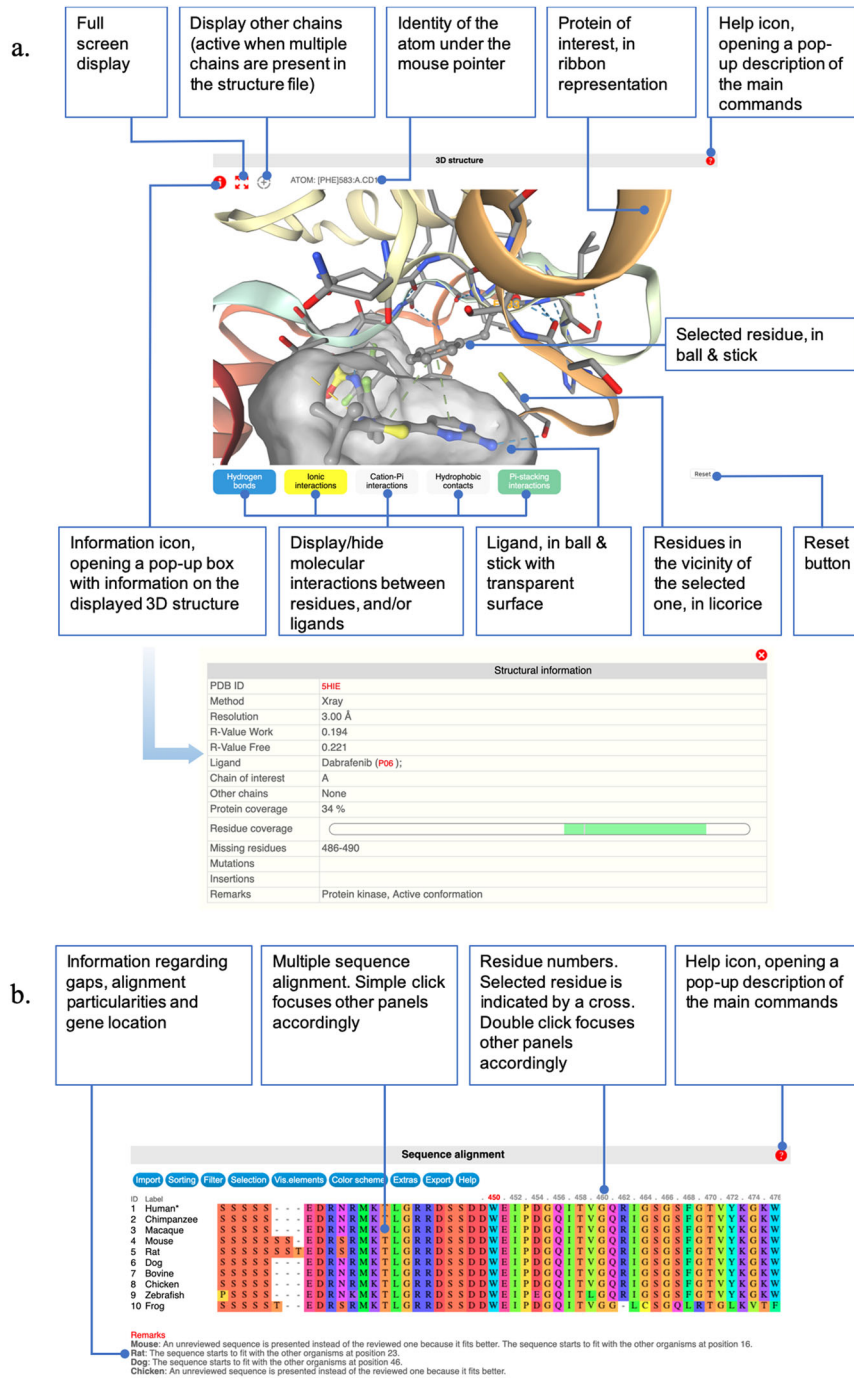 a.
Full
screen
display
Display other chains
(active when multiple
chains are present in
the structure file)
Identity of the
atom under the
mouse pointer
Protein of
interest, in
ribbon
representation
Help icon,
opening a pop-
up description of
the main
commands
3D structure
?
ATOM: [PHE]583:A.CD1
Selected residue, in
ball & stick
Hydrogen
bonds
Ionic
interactions
Cation-Pi
interactions
Hydrophobic
contacts
Pi-stacking
interactions
Reset
Information icon,
opening a pop-up box
with information on the
displayed 3D structure
Display/hide
molecular
interactions between
residues, and/or
ligands
Ligand, in ball &
stick with
transparent
surface
Residues in
the vicinity of
the selected
one, in licorice
Reset
button
Structural information
PDB ID 5HIE
Method Xray
Resolution 3.00 Å
R-Value Work 0.194
R-Value Free 0.221
Ligand Dabrafenib (P06);
Chain of interest A
Other chains None
Protein coverage 34 %
Residue coverage
Missing residues 486-490
Mutations
Insertions
Remarks Protein kinase, Active conformation
b.
Information regarding
gaps, alignment
particularities and
gene location
Multiple sequence
alignment. Simple click
focuses other panels
accordingly
Residue numbers.
Selected residue is
indicated by a cross.
Double click focuses
other panels
accordingly
Help icon, opening a
pop-up description of
the main commands
Sequence alignment
?
Import Sorting Filter Selection Vis.elements Color scheme Extras Export Help
. 450 . 452 . 454 . 456 . 458 . 460 . 462 . 464 . 466 . 468 . 470 . 472 . 474 . 476
ID Label
1 Human* S S S S S - - - E D R N R M K T L G R R D S S D D W E I P D G Q I T V G Q R I G S G S F G T V Y K G K W
2 Chimpanzee S S S S S - - - E D R N R M K T L G R R D S S D D W E I P D G Q I T V G Q R I G S G S F G T V Y K G K W
3 Macaque S S S S S - - - E D R N R M K T L G R R D S S D D W E I P D G Q I T V G Q R I G S G S F G T V Y K G K W
4 Mouse S S S S S S S - E D R S R M K T L G R R D S S D D W E I P D G Q I T V G Q R I G S G S F G T V Y K G K W
5 Rat S S S S S S S T E D R S R M K T L G R R D S S D D W E I P D G Q I T V G Q R I G S G S F G T V Y K G K W
6 Dog S S S S S - - - E D R N R M K T L G R R D S S D D W E I P D G Q I T V G Q R I G S G S F G T V Y K G K W
7 Bovine S S S S S - - - E D R N R M K T L G R R D S S D D W E I P D G Q I T V G Q R I G S G S F G T V Y K G K W
8 Chicken S S S S S - - - E D R N R M K T L G R R D S S D D W E I P D G Q I T V G Q R I G S G S F G T V Y K G K W
9 Zebrafish P S S S S - - - E D R N K M K T L G R R D S S D D W E I P E G Q I T L G Q R I G S G S F G T V Y K G K W
10 Frog S S S S S T - - E D R S R M K T L G R R D S S D D W E I P D G Q I T V G G - L C S G Q L R T G L K V T F
Remarks
Mouse: An unreviewed sequence is presented instead of the reviewed one because it fits better. The sequence starts to fit with the other organisms at position 16.
Rat: The sequence starts to fit with the other organisms at position 23.
Dog: The sequence starts to fit with the other organisms at position 46.
Chicken: An unreviewed sequence is presented instead of the reviewed one because it fits better.